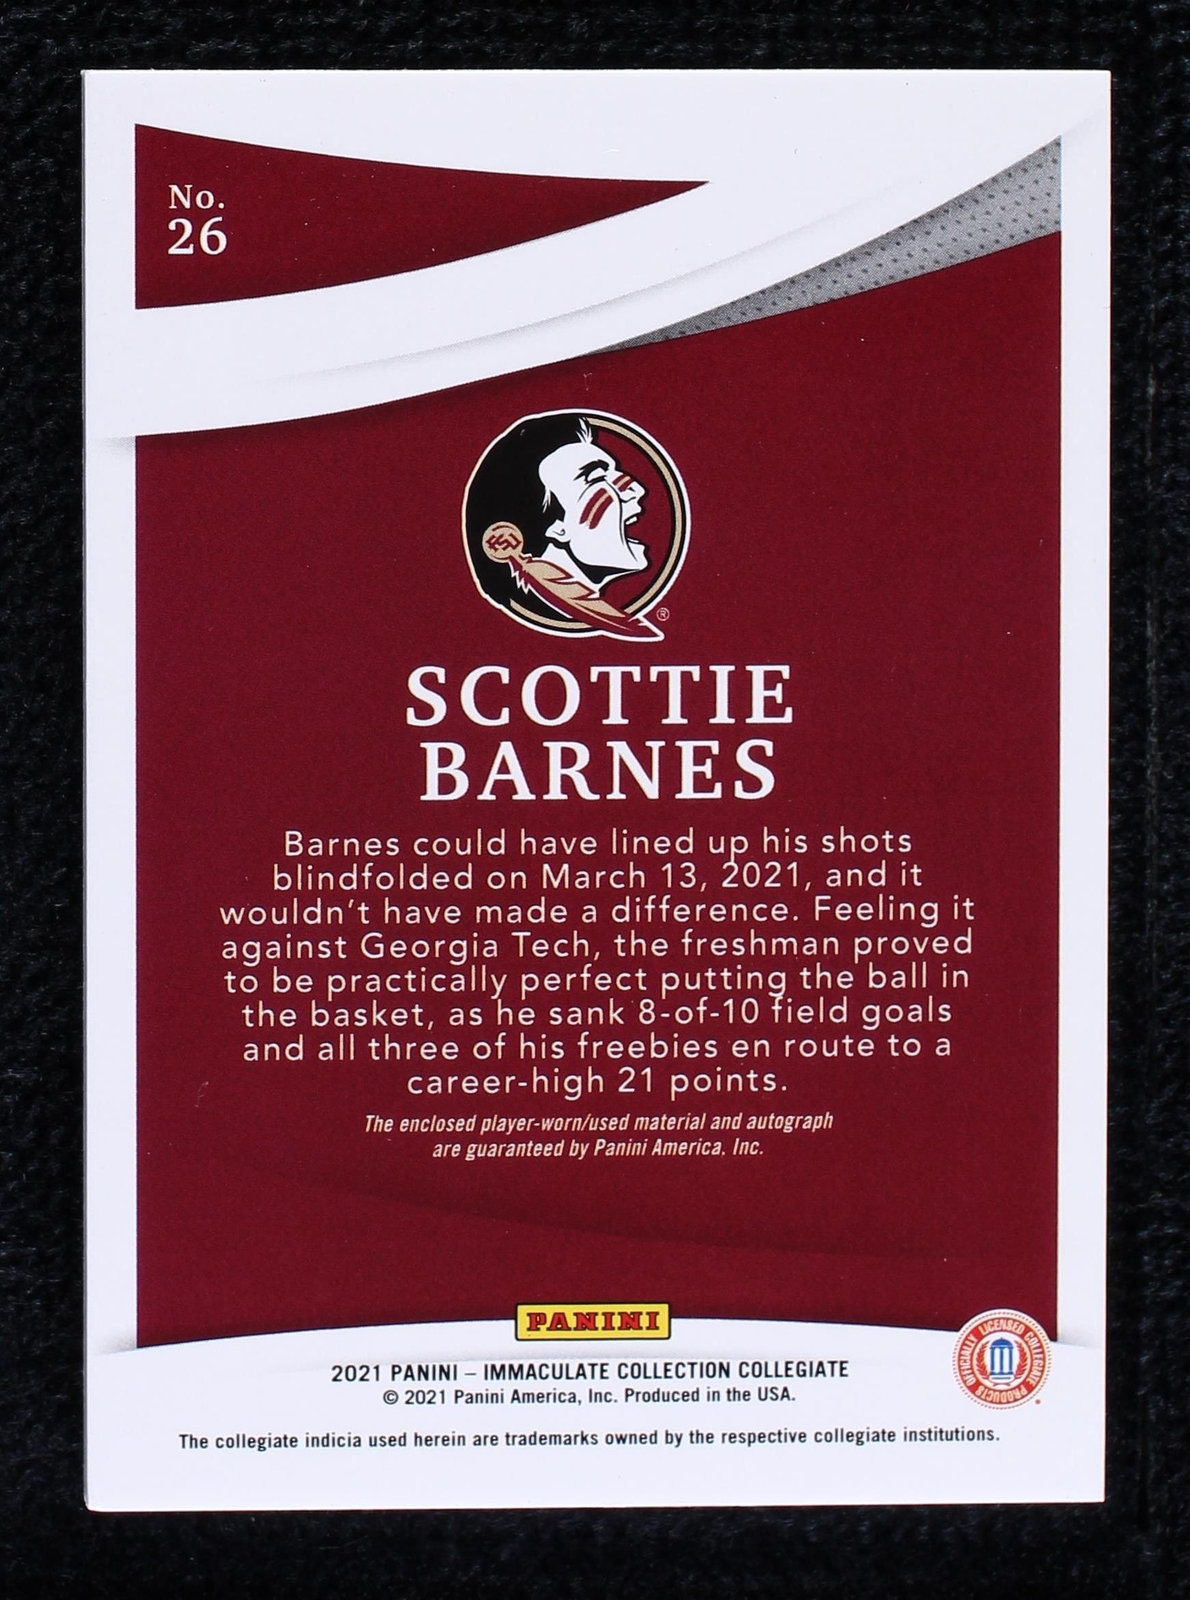 No.
26
FSU
®
SCOTTIE
BARNES
Barnes could have lined up his shots
blindfolded on March 13, 2021, and it
wouldn't have made a difference. Feeling it
against Georgia Tech, the freshman proved
to be practically perfect putting the ball in
the basket, as he sank 8-of-10 field goals
and all three of his freebies en route to a
career-high 21 points.
The enclosed player-worn/used material and autograph
are guaranteed by Panini America, Inc.
PANINI
OFFICIALLY LICENSED COLLEGIATE PRODUCTS
2021 PANINI – IMMACULATE COLLECTION COLLEGIATE
© 2021 Panini America, Inc. Produced in the USA.
The collegiate indicia used herein are trademarks owned by the respective collegiate institutions.